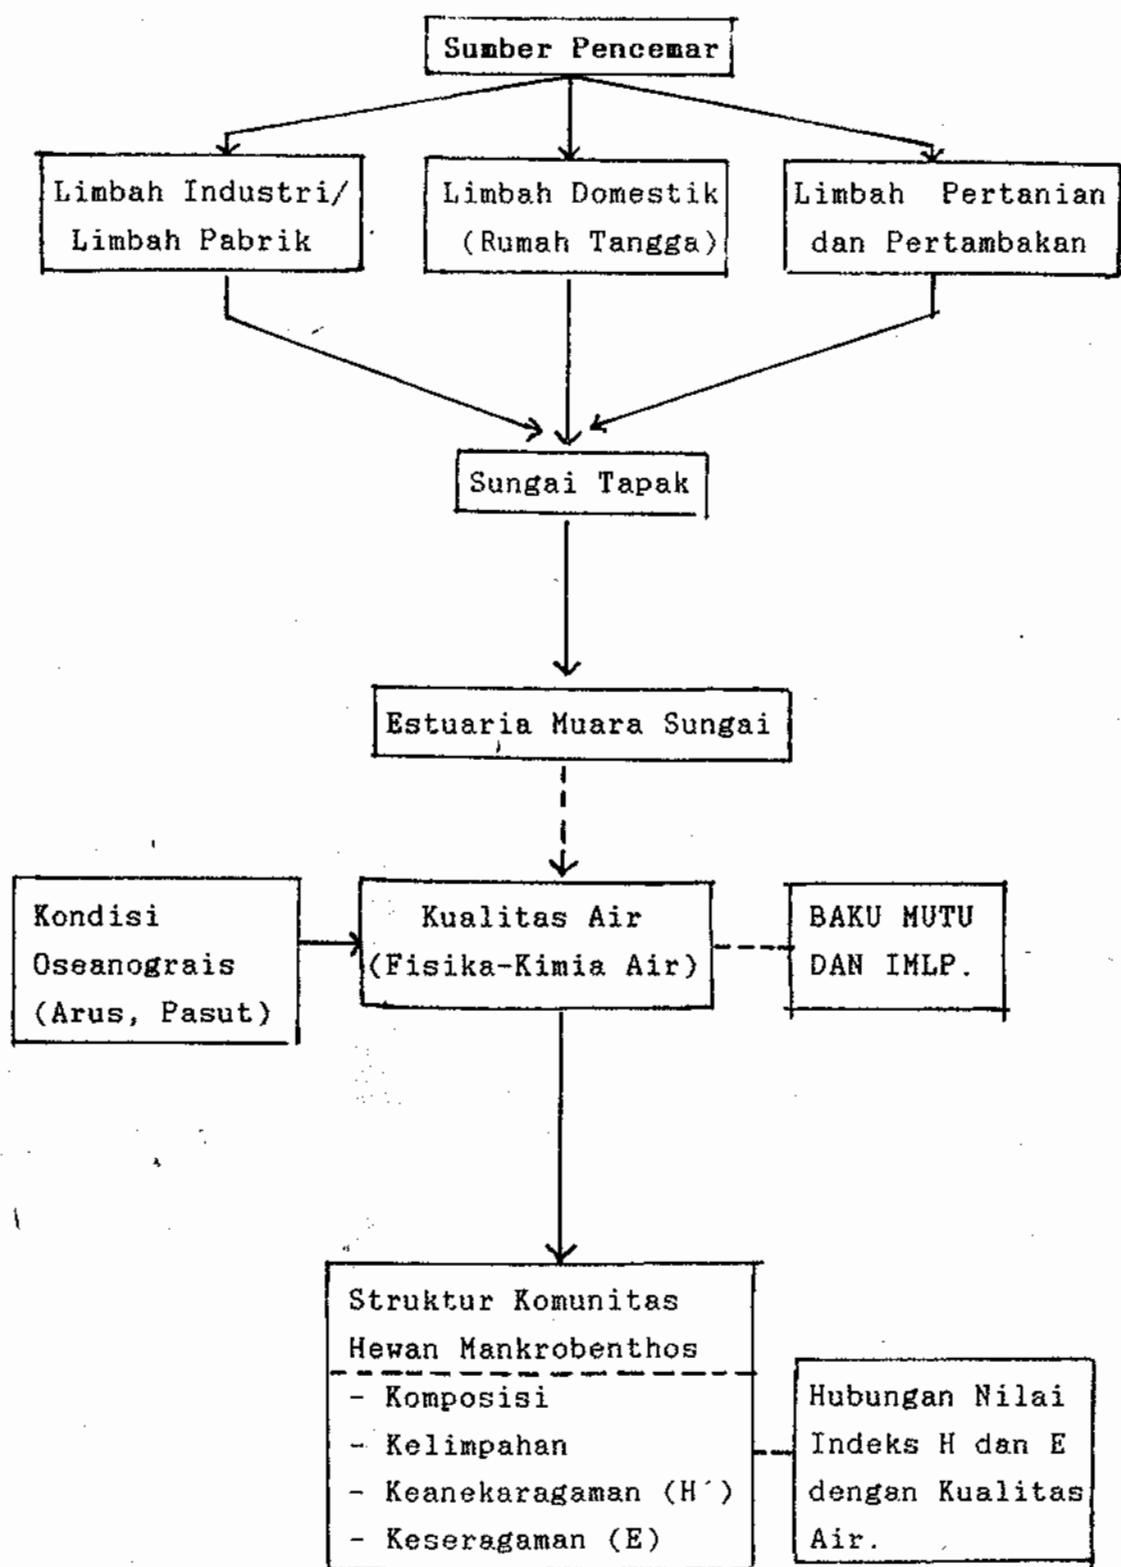 Sumber Pencemar
Limbah Industri/
Limbah Pabrik
Limbah Domestik
(Rumah Tangga)
Limbah Pertanian
dan Pertambakan
Sungai Tapak
Estuaria Muara Sungai
Kondisi
Oseanograis
(Arus, Pasut)
Kualitas Air
(Fisika-Kimia Air)
BAKU MUTU
DAN IMLP.
Struktur Komunitas
Hewan Mankrobenthos
- Komposisi
- Kelimpahan
- Keanekaragaman (H´)
- Keseragaman (E)
Hubungan Nilai
Indeks H dan E
dengan Kualitas
Air.